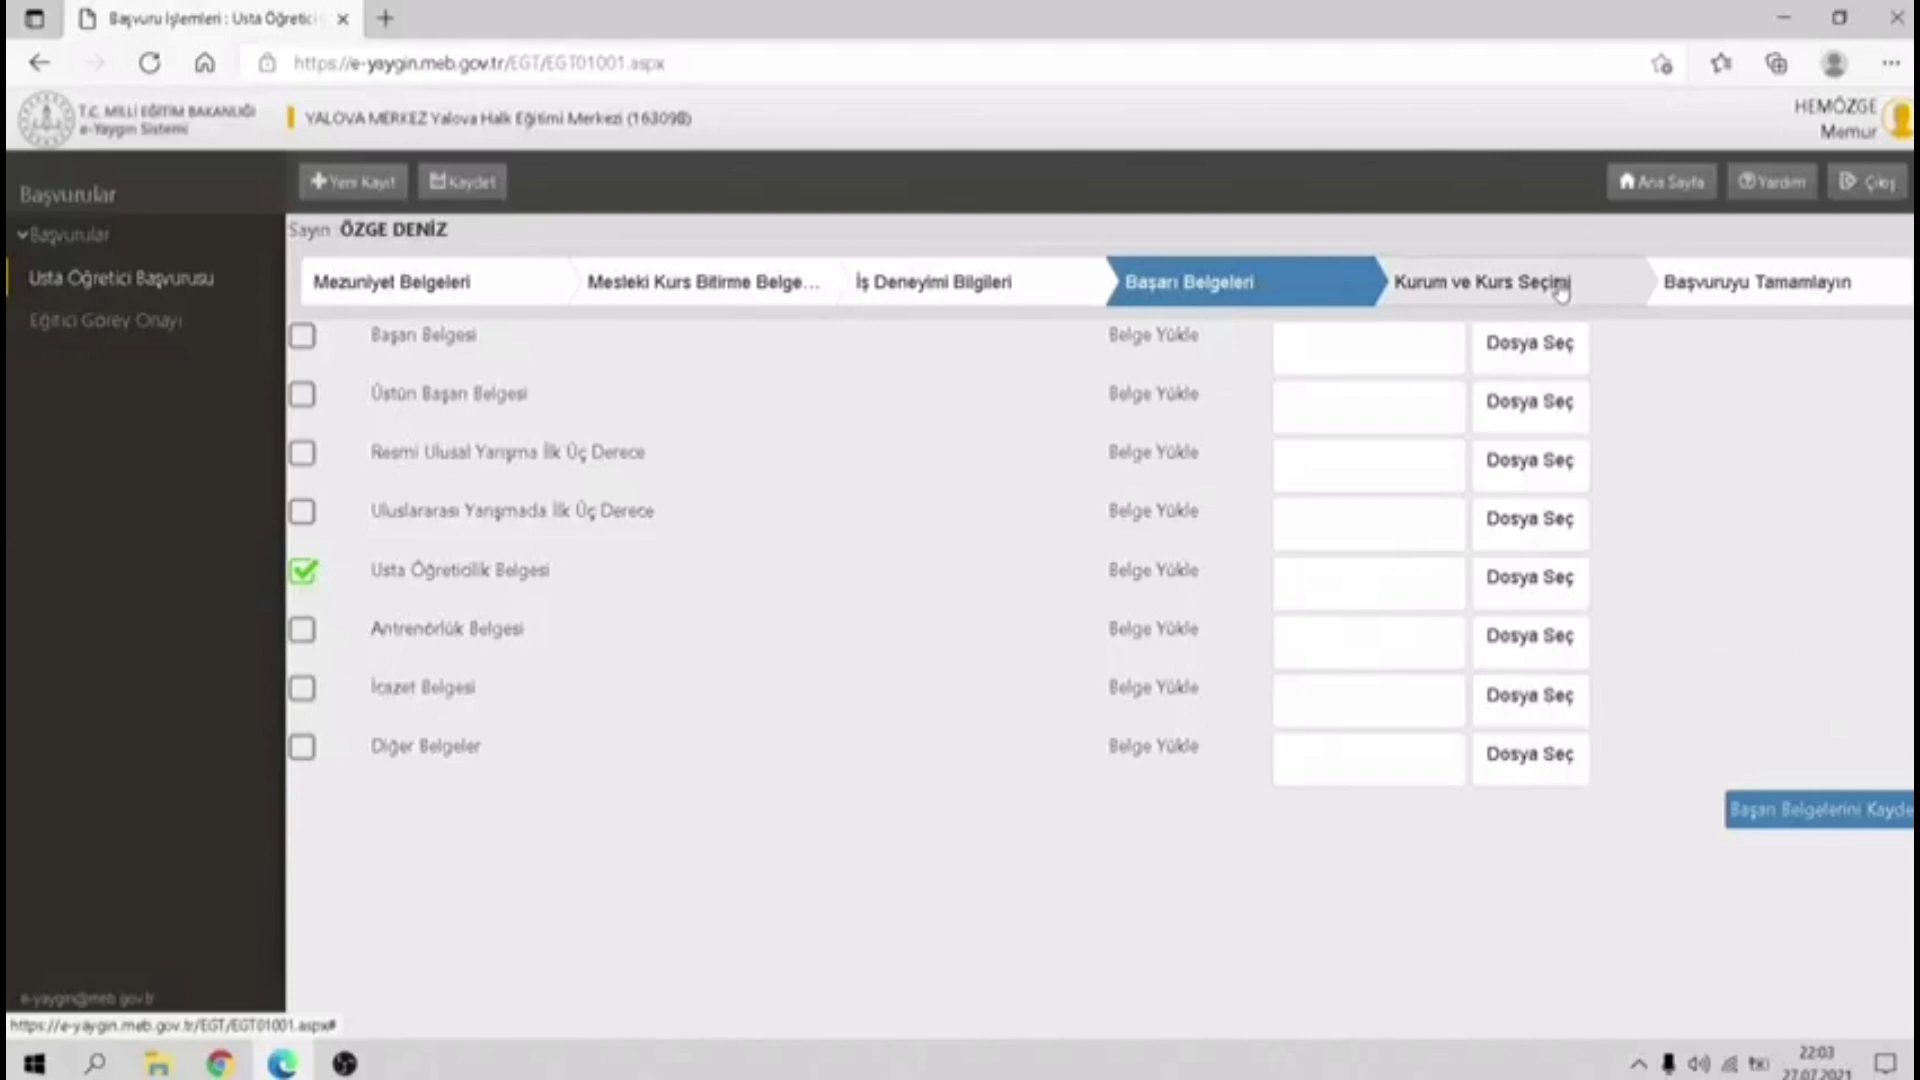 Başvuru İşlemleri : Usta Öğretici
https://e-yaygin.meb.gov.tr/EGT/EGT01001.aspx
T.C. MİLLİ EĞİTİM BAKANLIĞI
e-Yaygın Sistemi
YALOVA MERKEZ Yalova Halk Eğitimi Merkezi (163098)
HEMÖZGE
Memur
Başvurular
Yeni Kayıt
Kaydet
Ana Sayfa
Yardım
Çıkış
Başvurular
Usta Öğretici Başvurusu
Eğitici Görev Onayı
Sayın ÖZGE DENİZ
Mezuniyet Belgeleri
Mesleki Kurs Bitirme Belge...
İş Deneyimi Bilgileri
Başarı Belgeleri
Kurum ve Kurs Seçimi
Başvuruyu Tamamlayın
Başarı Belgesi Belge Yükle Dosya Seç
Üstün Başarı Belgesi Belge Yükle Dosya Seç
Resmi Ulusal Yarışma İlk Üç Derece Belge Yükle Dosya Seç
Uluslararası Yarışmada İlk Üç Derece Belge Yükle Dosya Seç
Usta Öğreticilik Belgesi Belge Yükle Dosya Seç
Antrenörlük Belgesi Belge Yükle Dosya Seç
İcazet Belgesi Belge Yükle Dosya Seç
Diğer Belgeler Belge Yükle Dosya Seç
Başarı Belgelerini Kayde
e-yaygin@meb.gov.tr
https://e-yaygin.meb.gov.tr/EGT/EGT01001.aspx#
22:03
27.07.2021